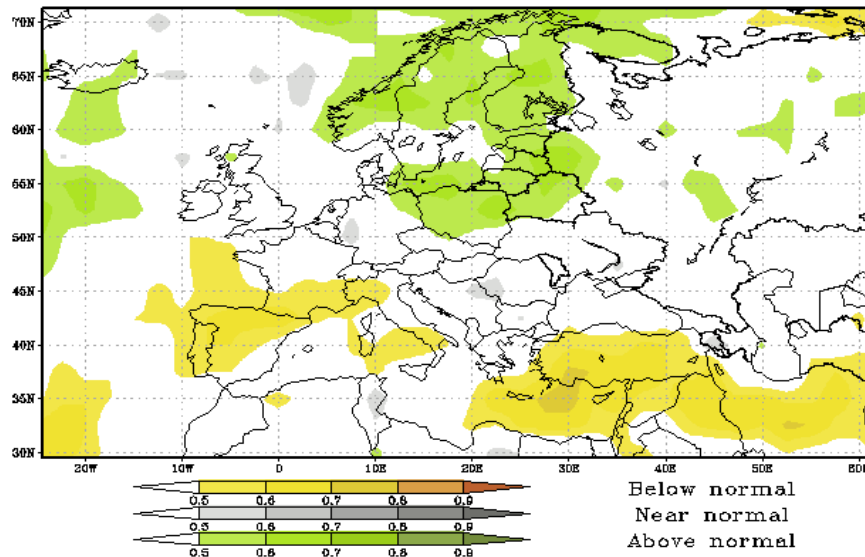 70N
65N
60N
55N
50N
45N
40N
35N
30N
20W 10W 0 10E 20E 30E 40E 50E 60E
0.5 0.6 0.7 0.8 0.9 Below normal
0.5 0.6 0.7 0.8 0.9 Near normal
0.5 0.6 0.7 0.8 0.9 Above normal